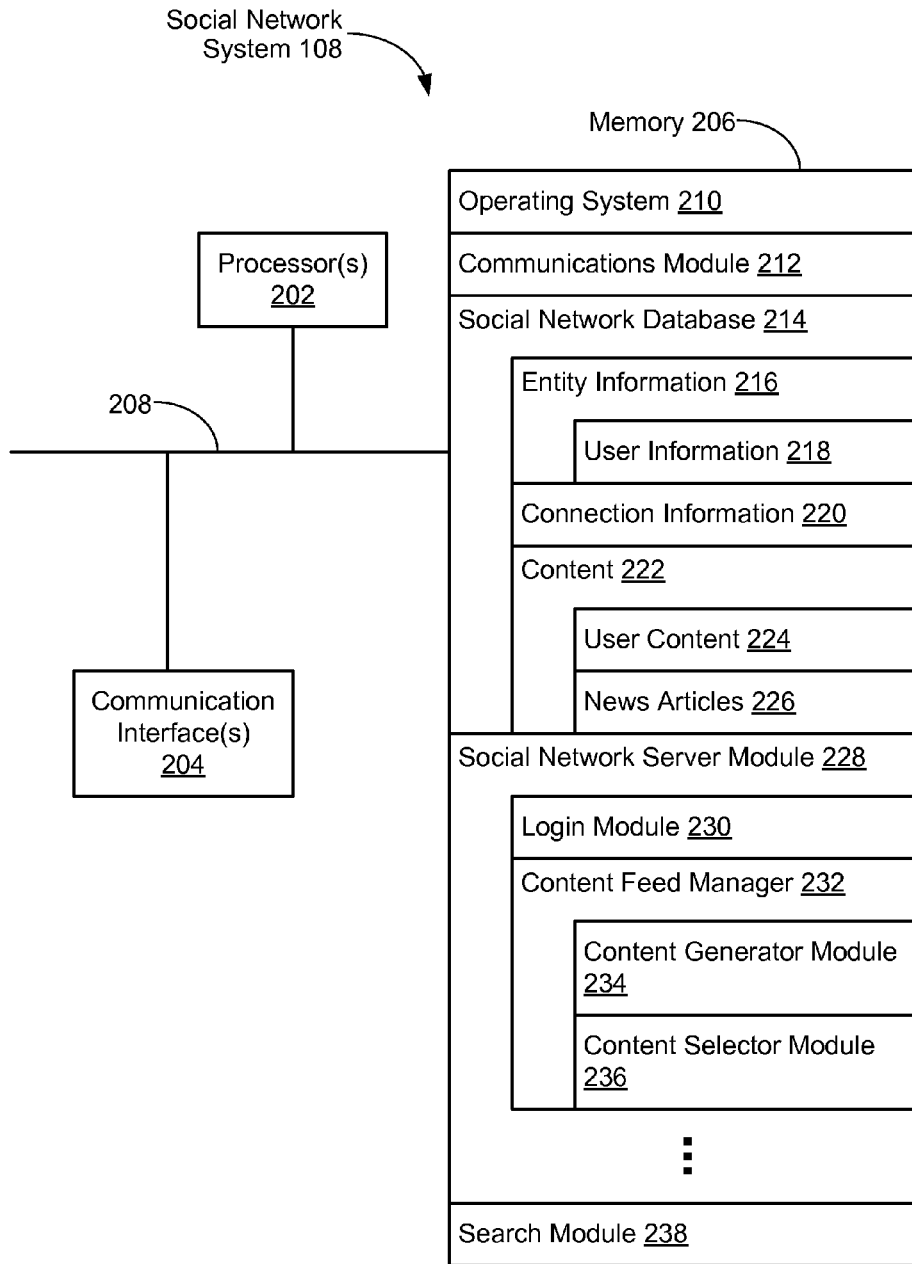 Social Network
System 108
Memory 206
Operating System 210
Processor(s)
202
Communications Module 212
Social Network Database 214
Entity Information 216
208
User Information 218
Connection Information 220
Content 222
User Content 224
Communication
Interface(s)
204
News Articles 226
Social Network Server Module 228
Login Module 230
Content Feed Manager 232
Content Generator Module
234
Content Selector Module
236
Search Module 238